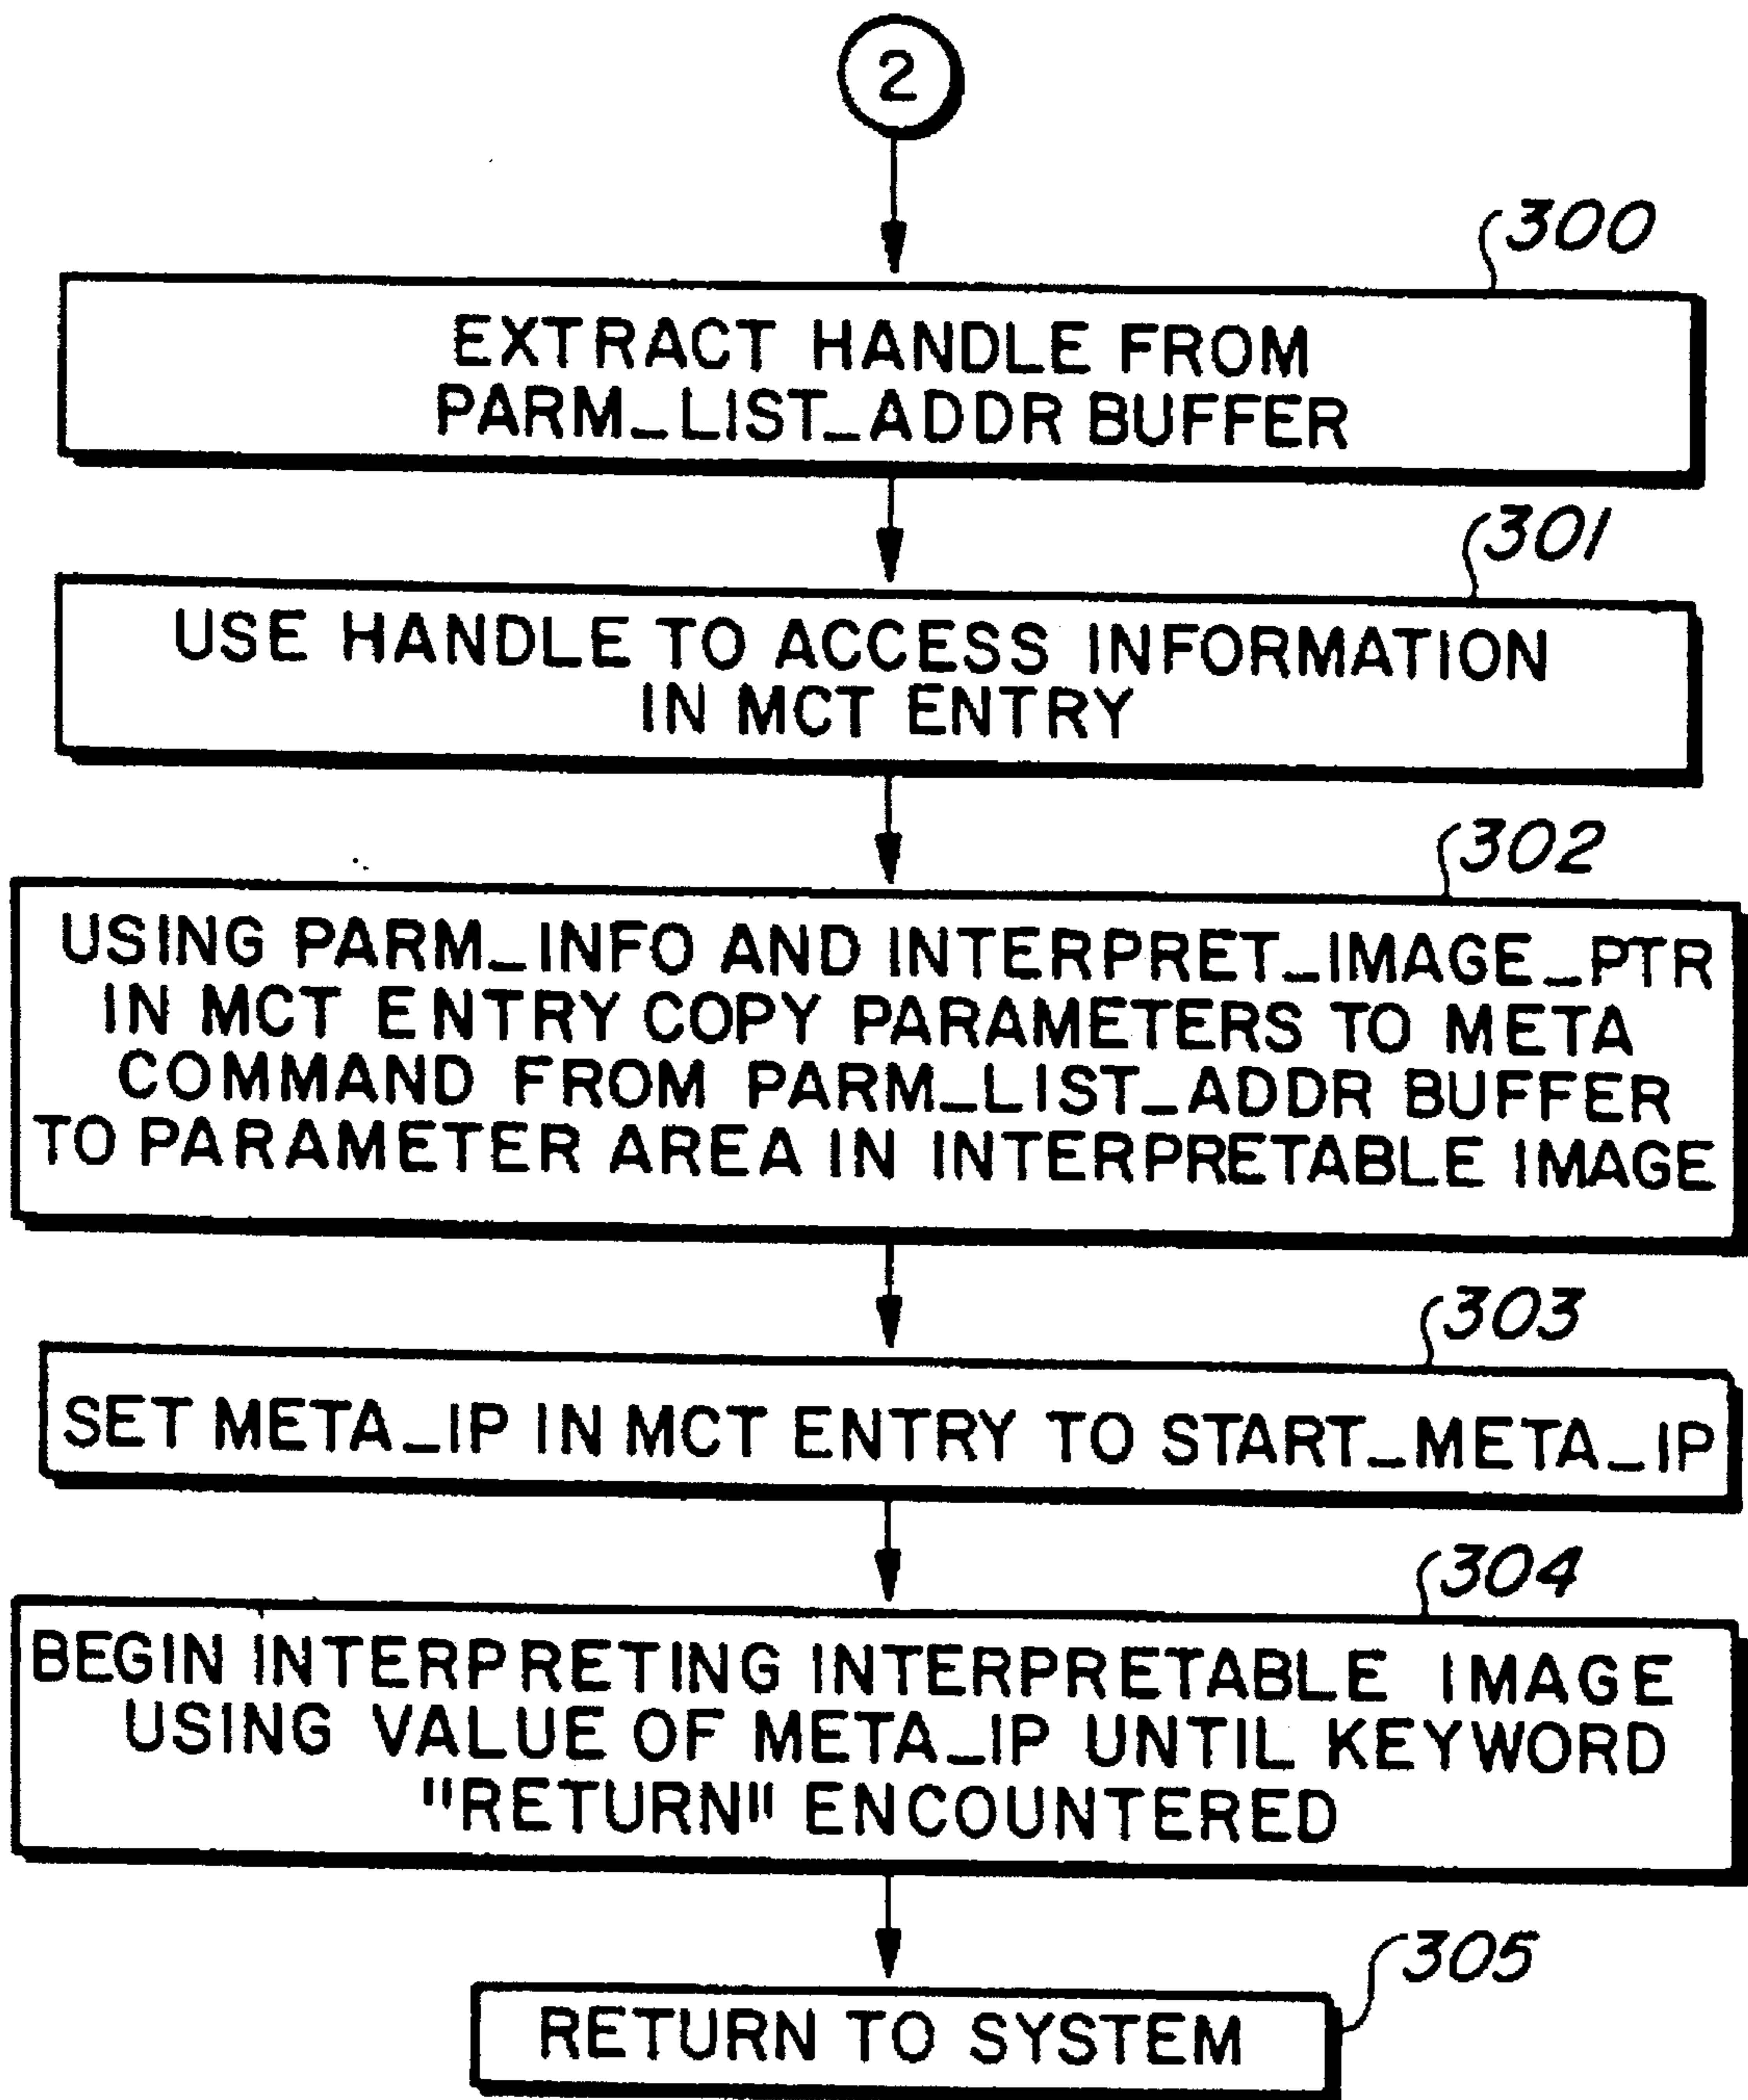 2
300
EXTRACT HANDLE FROM
PARM_LIST_ADDR BUFFER
301
USE HANDLE TO ACCESS INFORMATION
IN MCT ENTRY
302
USING PARM_INFO AND INTERPRET_IMAGE_PTR
IN MCT ENTRY COPY PARAMETERS TO META
COMMAND FROM PARM_LIST_ADDR BUFFER
TO PARAMETER AREA IN INTERPRETABLE IMAGE
303
SET META_IP IN MCT ENTRY TO START_META_IP
304
BEGIN INTERPRETING INTERPRETABLE IMAGE
USING VALUE OF META_IP UNTIL KEYWORD
"RETURN" ENCOUNTERED
305
RETURN TO SYSTEM